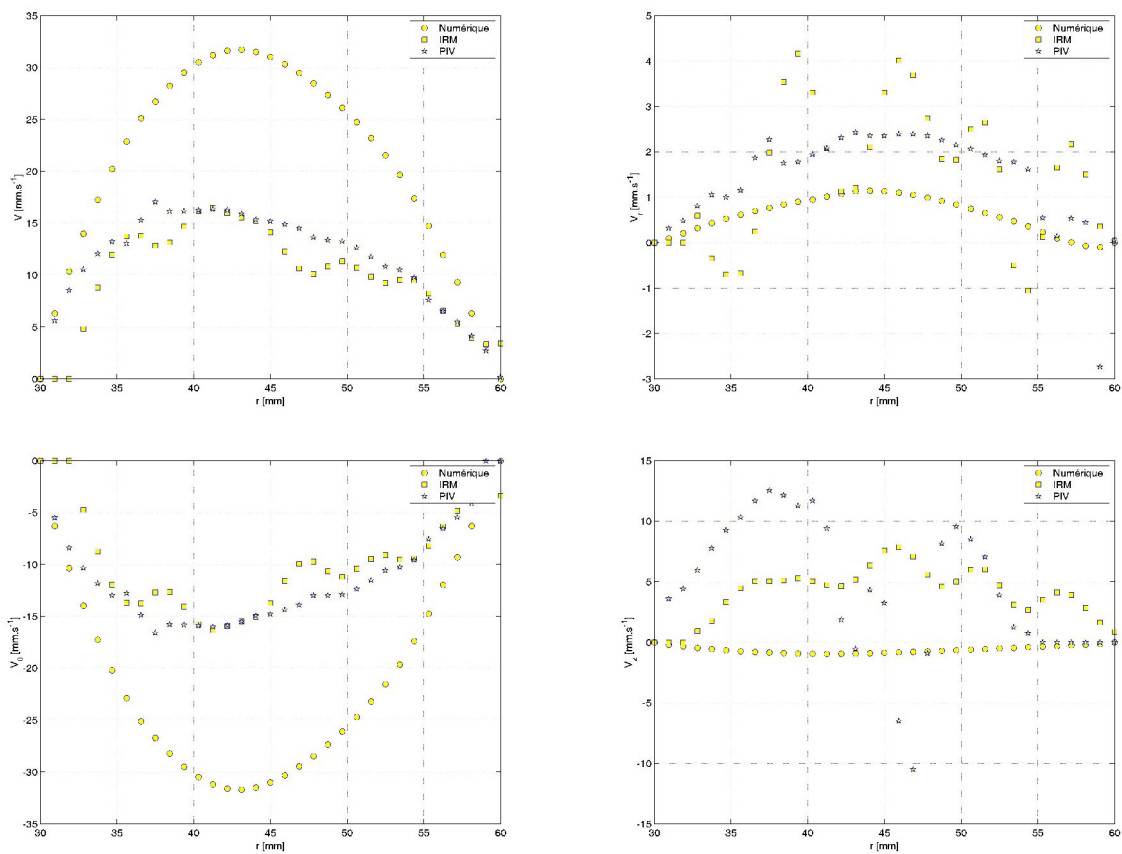 35
Numérique
IRM
PIV
30
25
20
15
10
5
0
V [mm.s⁻¹]
30 35 40 45 50 55 60
r [mm]
5
Numérique
IRM
PIV
4
3
2
1
0
-1
-2
-3
V_r [mm.s⁻¹]
30 35 40 45 50 55 60
r [mm]
0
Numérique
IRM
PIV
-5
-10
-15
-20
-25
-30
-35
V_θ [mm.s⁻¹]
30 35 40 45 50 55 60
r [mm]
15
Numérique
IRM
PIV
10
5
0
-5
-10
-15
V_z [mm.s⁻¹]
30 35 40 45 50 55 60
r [mm]